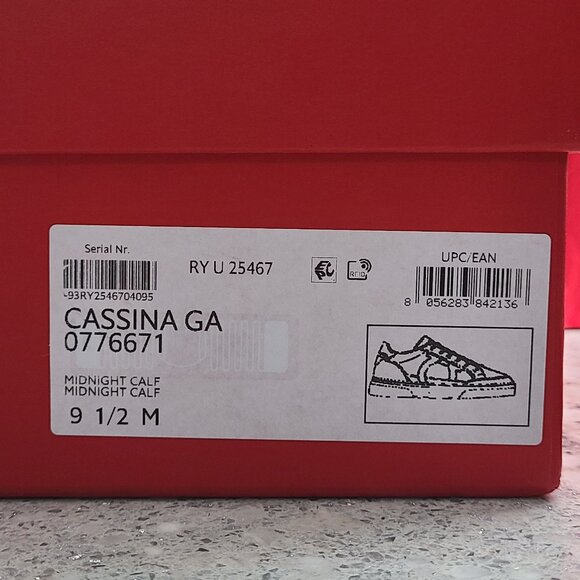 Serial Nr.
-93RY2546704095
RY U 25467
RFID
UPC/EAN
8 056283 842136
CASSINA GA
0776671
MIDNIGHT CALF
MIDNIGHT CALF
9 1/2 M